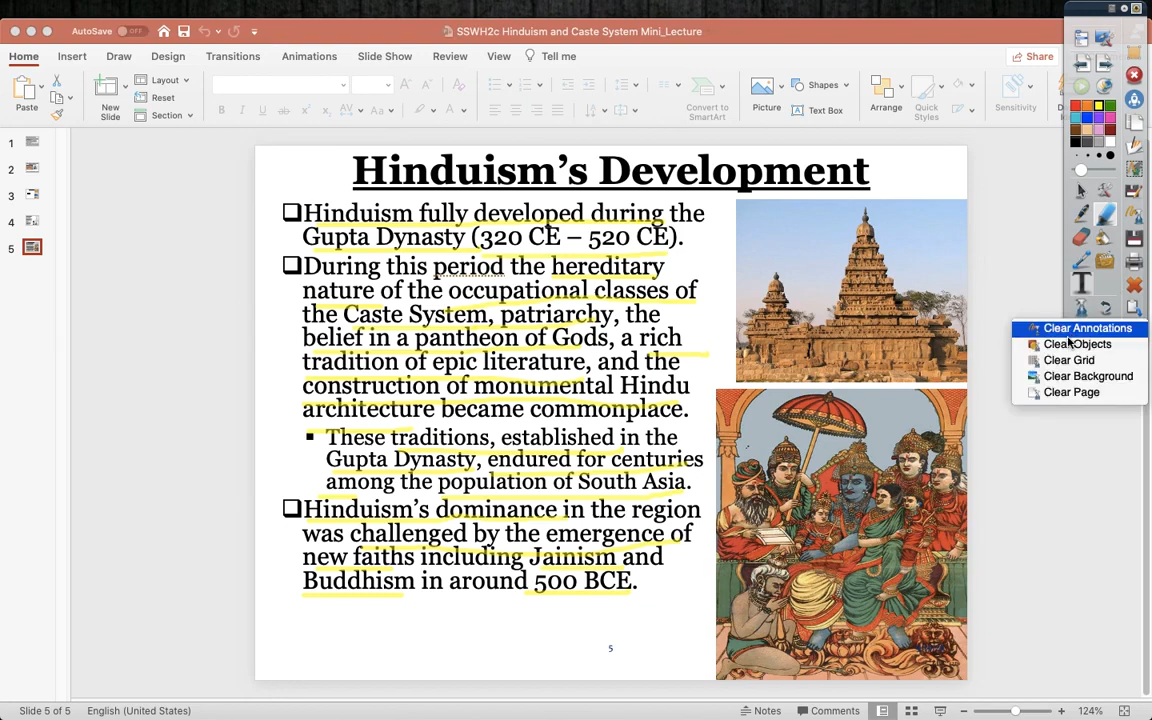 AutoSave OFF
SSWH2c Hinduism and Caste System Mini_Lecture
Home Insert Draw Design Transitions Animations Slide Show Review View Tell me Share
Paste
New Slide
Layout
Reset
Section
Convert to SmartArt
Picture
Shapes
Text Box
Arrange
Quick Styles
Sensitivity
1
2
3
4
5
Hinduism’s Development
Hinduism fully developed during the
Gupta Dynasty (320 CE – 520 CE).
During this period the hereditary
nature of the occupational classes of
the Caste System, patriarchy, the
belief in a pantheon of Gods, a rich
tradition of epic literature, and the
construction of monumental Hindu
architecture became commonplace.
These traditions, established in the
Gupta Dynasty, endured for centuries
among the population of South Asia.
Hinduism’s dominance in the region
was challenged by the emergence of
new faiths including Jainism and
Buddhism in around 500 BCE.
5
Clear Annotations
Clear Objects
Clear Grid
Clear Background
Clear Page
Slide 5 of 5 English (United States) Notes Comments 124%